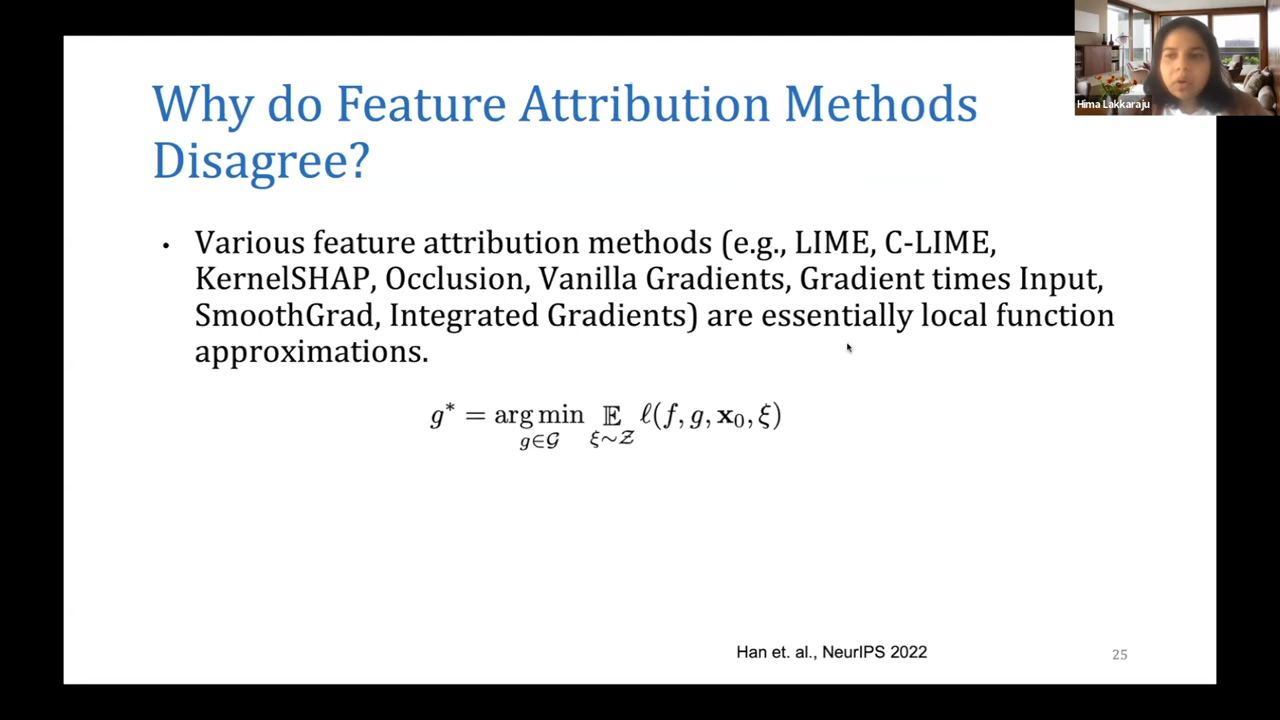 Hima Lakkaraju
Why do Feature Attribution Methods
Disagree?
• Various feature attribution methods (e.g., LIME, C-LIME,
KernelSHAP, Occlusion, Vanilla Gradients, Gradient times Input,
SmoothGrad, Integrated Gradients) are essentially local function
approximations.
g* = arg min 𝔼 ℓ(f, g, x₀, ξ)
g∈𝒢 ξ∼𝒵
Han et. al., NeurIPS 2022
25